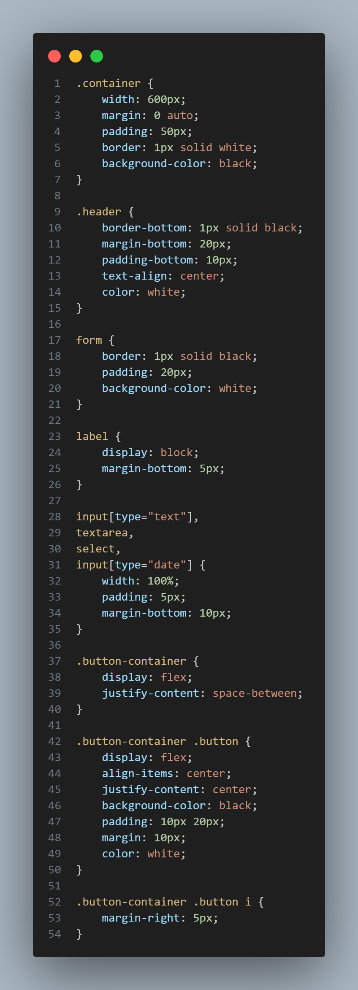 1 .container {
2     width: 600px;
3     margin: 0 auto;
4     padding: 50px;
5     border: 1px solid white;
6     background-color: black;
7 }
8
9 .header {
10     border-bottom: 1px solid black;
11     margin-bottom: 20px;
12     padding-bottom: 10px;
13     text-align: center;
14     color: white;
15 }
16
17 form {
18     border: 1px solid black;
19     padding: 20px;
20     background-color: white;
21 }
22
23 label {
24     display: block;
25     margin-bottom: 5px;
26 }
27
28 input[type="text"],
29 textarea,
30 select,
31 input[type="date"] {
32     width: 100%;
33     padding: 5px;
34     margin-bottom: 10px;
35 }
36
37 .button-container {
38     display: flex;
39     justify-content: space-between;
40 }
41
42 .button-container .button {
43     display: flex;
44     align-items: center;
45     justify-content: center;
46     background-color: black;
47     padding: 10px 20px;
48     margin: 10px;
49     color: white;
50 }
51
52 .button-container .button i {
53     margin-right: 5px;
54 }